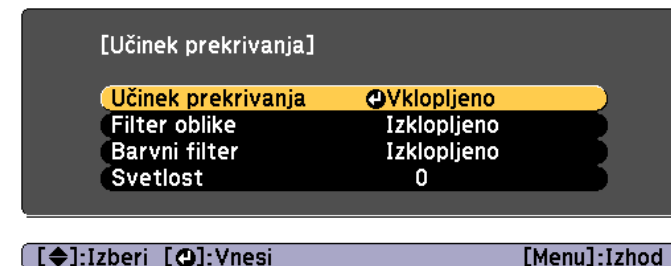 [Učinek prekrivanja]
Učinek prekrivanja Vklopljeno
Filter oblike Izklopljeno
Barvni filter Izklopljeno
Svetlost 0
[◆]:Izberi [↵]:Vnesi [Menu]:Izhod